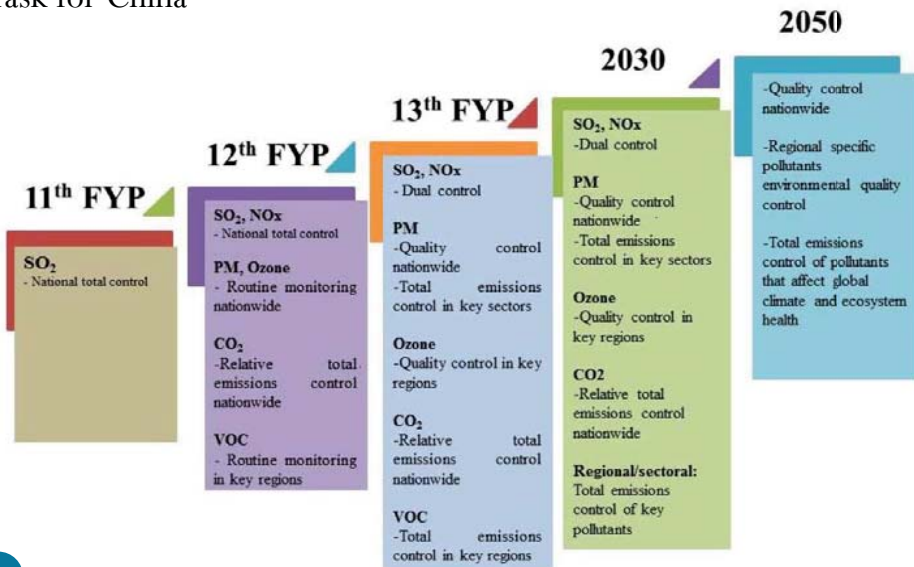 Task for China
11th FYP
SO2
- National total control
12th FYP
SO2, NOx
- National total control
PM, Ozone
- Routine monitoring
nationwide
CO2
-Relative total
emissions control
nationwide
VOC
- Routine monitoring
in key regions
13th FYP
SO2, NOx
- Dual control
PM
-Quality control
nationwide
-Total emissions
control in key sectors
Ozone
-Quality control in key
regions
CO2
-Relative total
emissions control
nationwide
VOC
-Total emissions
control in key regions
2030
SO2, NOx
-Dual control
PM
-Quality control
nationwide
-Total emissions
control in key sectors
Ozone
-Quality control in
key regions
CO2
-Relative total
emissions control
nationwide
Regional/sectoral:
Total emissions
control of key
pollutants
2050
-Quality control
nationwide
-Regional specific
pollutants
environmental quality
control
-Total emissions
control of pollutants
that affect global
climate and ecosystem
health